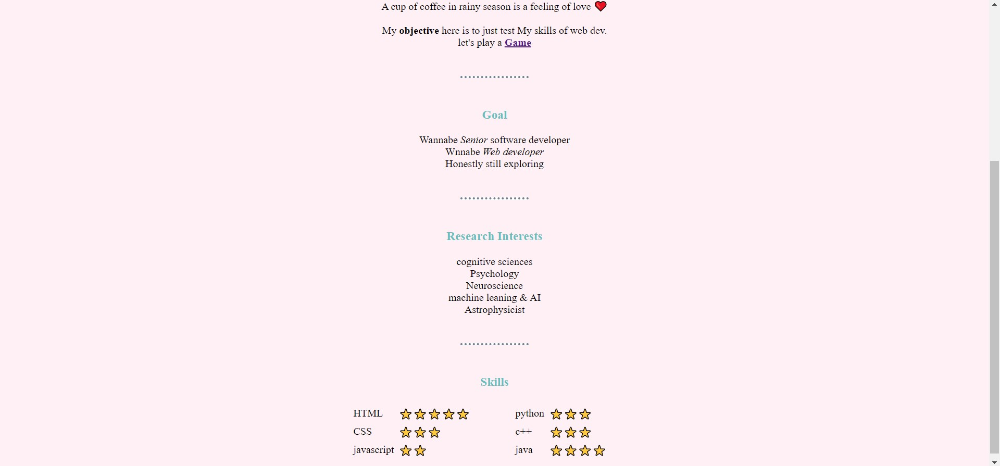 A cup of coffee in rainy season is a feeling of love ❤
My objective here is to just test My skills of web dev.
let's play a Game
Goal
Wannabe Senior software developer
Wnnabe Web developer
Honestly still exploring
Research Interests
cognitive sciences
Psychology
Neuroscience
machine leaning & AI
Astrophysicist
Skills
HTML ⭐⭐⭐⭐⭐ python ⭐⭐⭐
CSS ⭐⭐⭐ c++ ⭐⭐⭐
javascript ⭐⭐ java ⭐⭐⭐⭐